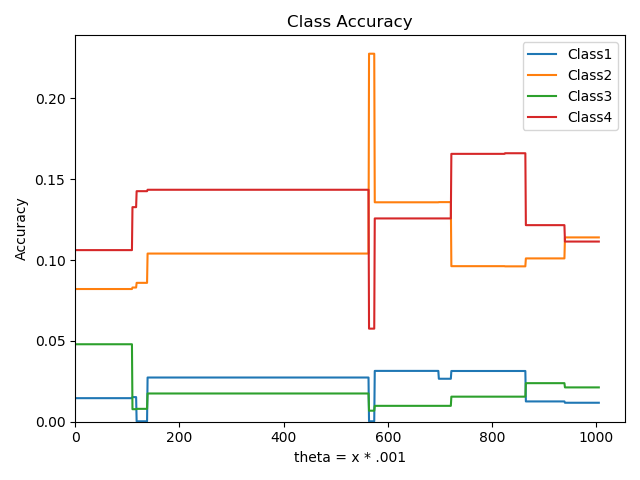 Class Accuracy
Class1
Class2
Class3
Class4
Accuracy
0.20
0.15
0.10
0.05
0.00
0 200 400 600 800 1000
theta = x * .001